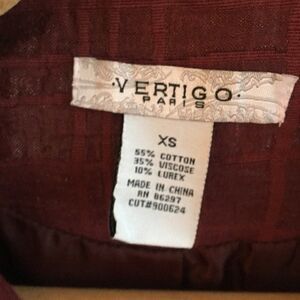 ·VERTIGO·
PARIS
XS
55% COTTON
35% VISCOSE
10% LUREX
MADE IN CHINA
RN 86297
CUT#900624